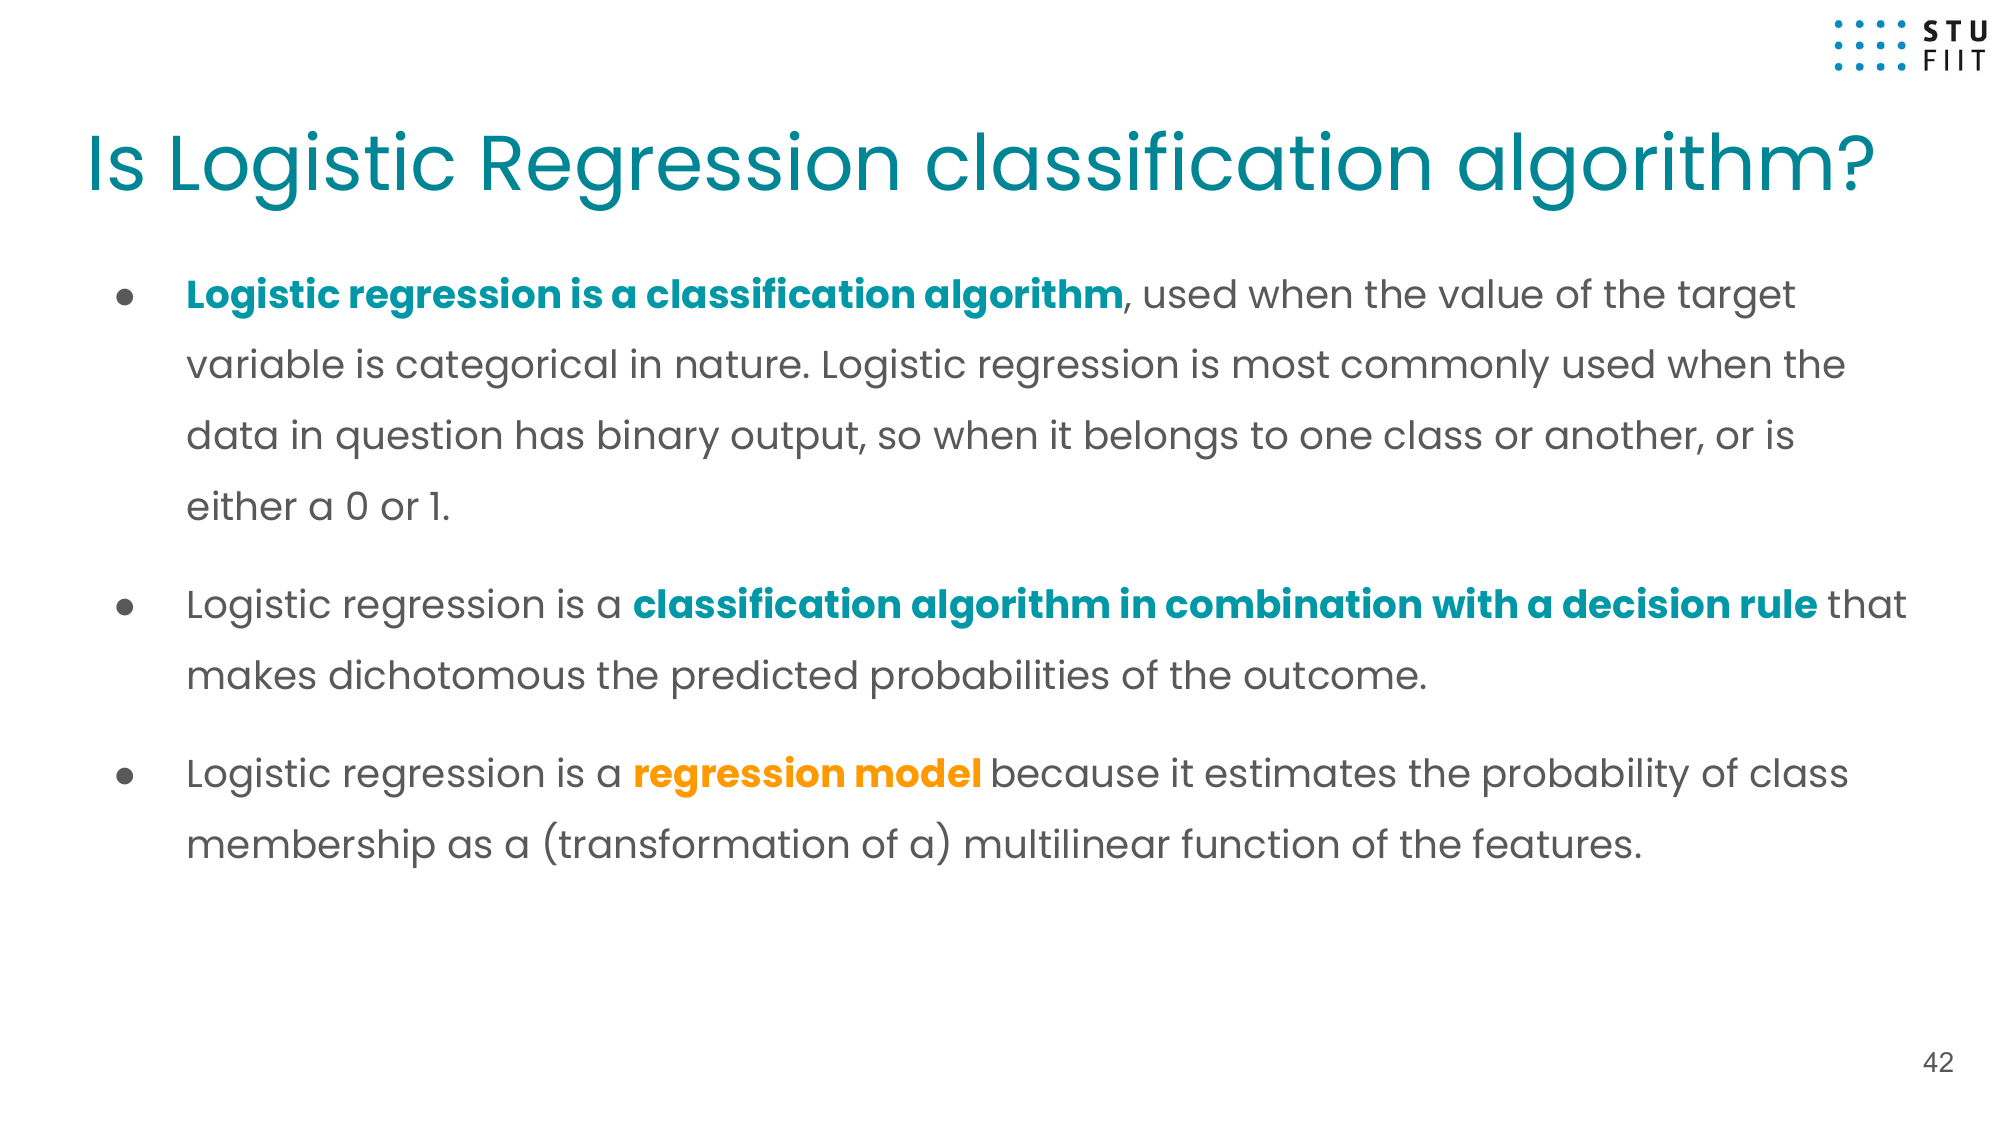 STU
FIIT
Is Logistic Regression classification algorithm?
● Logistic regression is a classification algorithm, used when the value of the target
variable is categorical in nature. Logistic regression is most commonly used when the
data in question has binary output, so when it belongs to one class or another, or is
either a 0 or 1.
● Logistic regression is a classification algorithm in combination with a decision rule that
makes dichotomous the predicted probabilities of the outcome.
● Logistic regression is a regression model because it estimates the probability of class
membership as a (transformation of a) multilinear function of the features.
42